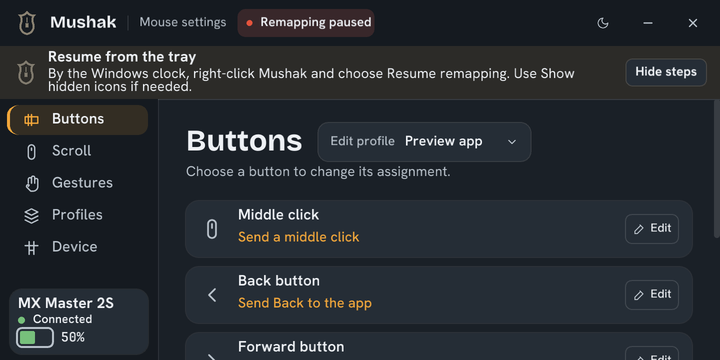 Mushak
Mouse settings
Remapping paused
Resume from the tray
By the Windows clock, right-click Mushak and choose Resume remapping. Use Show
hidden icons if needed.
Hide steps
Buttons
Scroll
Gestures
Profiles
Device
MX Master 2S
Connected
50%
Buttons
Edit profile Preview app
Choose a button to change its assignment.
Middle click
Send a middle click
Edit
Back button
Send Back to the app
Edit
Forward button
Edit